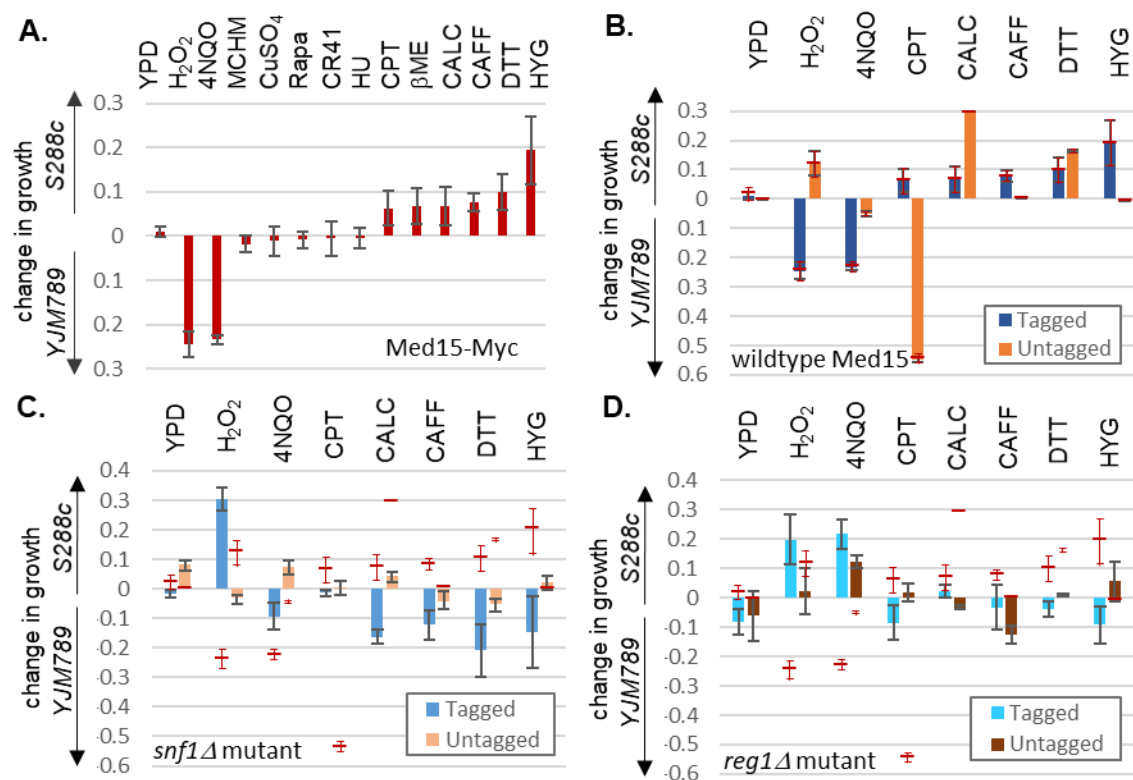 A.
YPD
H₂O₂
4NQO
MCHM
CuSO₄
Rapa
CR41
HU
CPT
βME
CALC
CAFF
DTT
HYG
change in growth
YJM789
S288c
0.3
0.2
0.1
0
0.1
0.2
0.3
Med15-Myc
B.
YPD
H₂O₂
4NQO
CPT
CALC
CAFF
DTT
HYG
change in growth
YJM789
S288c
0.3
0.2
0.1
0
0.1
0.2
0.3
0.4
0.5
0.6
Tagged
Untagged
wildtype Med15
C.
YPD
H₂O₂
4NQO
CPT
CALC
CAFF
DTT
HYG
change in growth
YJM789
S288c
0.4
0.3
0.2
0.1
0
-0.1
-0.2
-0.3
-0.4
-0.5
-0.6
Tagged
Untagged
snf1Δ mutant
D.
YPD
H₂O₂
4NQO
CPT
CALC
CAFF
DTT
HYG
change in growth
YJM789
S288c
0.4
0.3
0.2
0.1
0
-0.1
-0.2
-0.3
-0.4
-0.5
-0.6
Tagged
Untagged
reg1Δ mutant